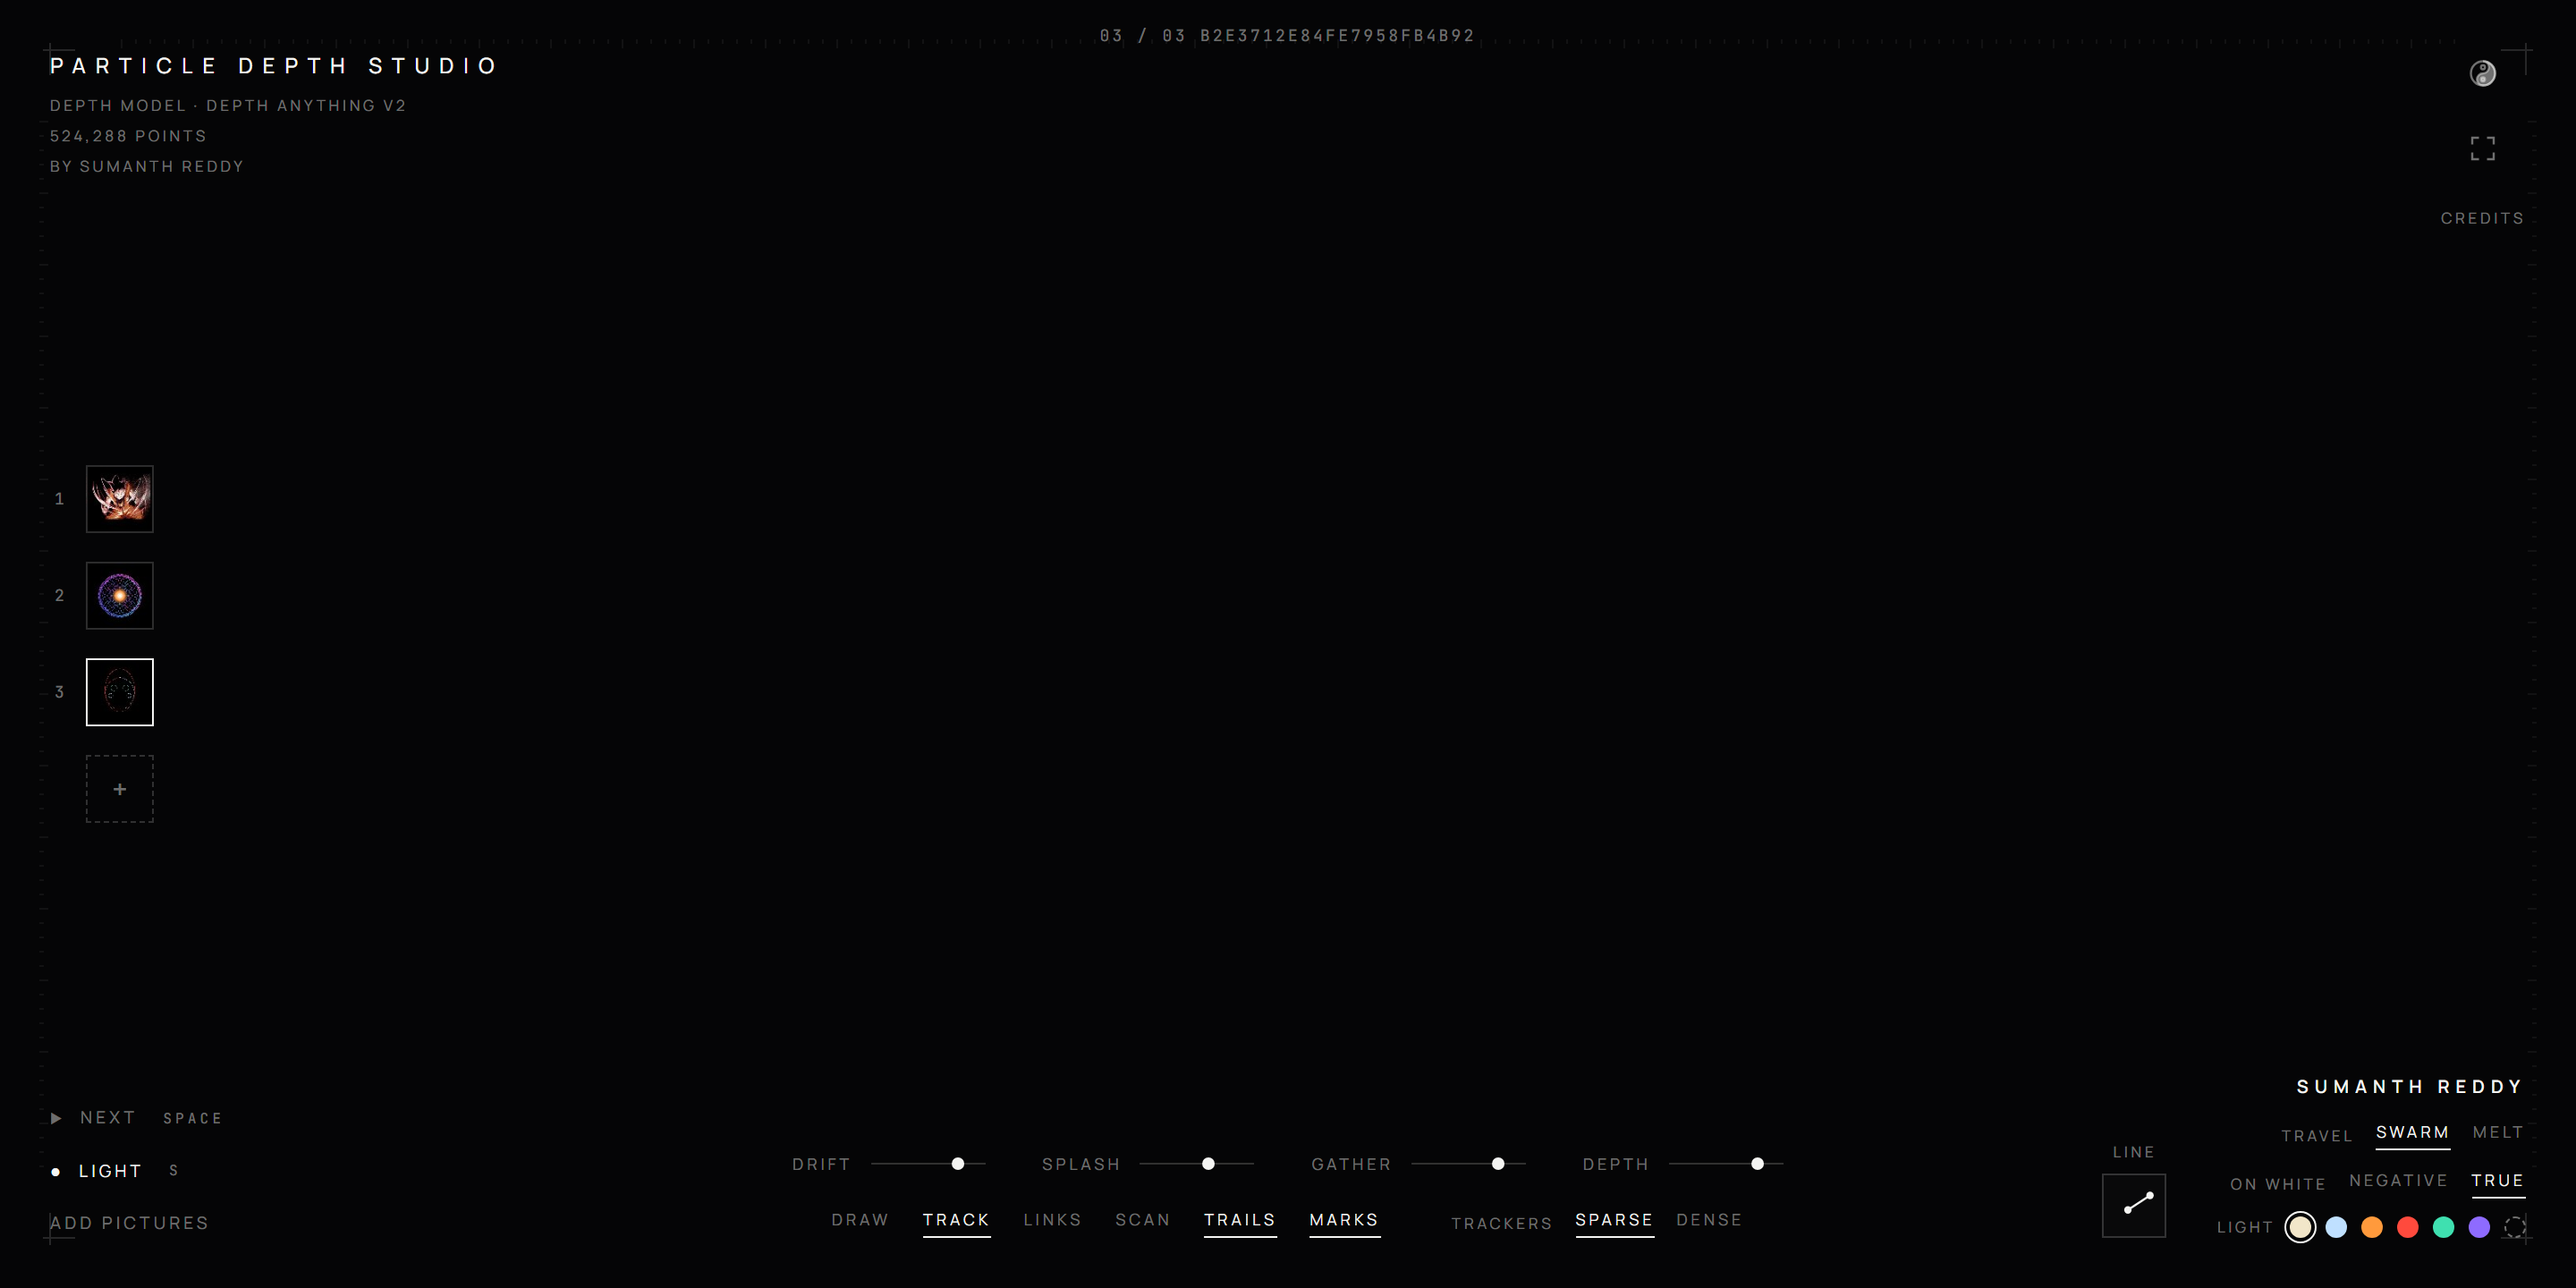 03 / 03 B2E3712E84FE7958FB4B92
PARTICLE DEPTH STUDIO
DEPTH MODEL · DEPTH ANYTHING V2
524,288 POINTS
BY SUMANTH REDDY
CREDITS
1
2
3
+
NEXT SPACE
LIGHT S
ADD PICTURES
DRIFT SPLASH GATHER DEPTH
DRAW TRACK LINKS SCAN TRAILS MARKS TRACKERS SPARSE DENSE
LINE
SUMANTH REDDY
TRAVEL SWARM MELT
ON WHITE NEGATIVE TRUE
LIGHT